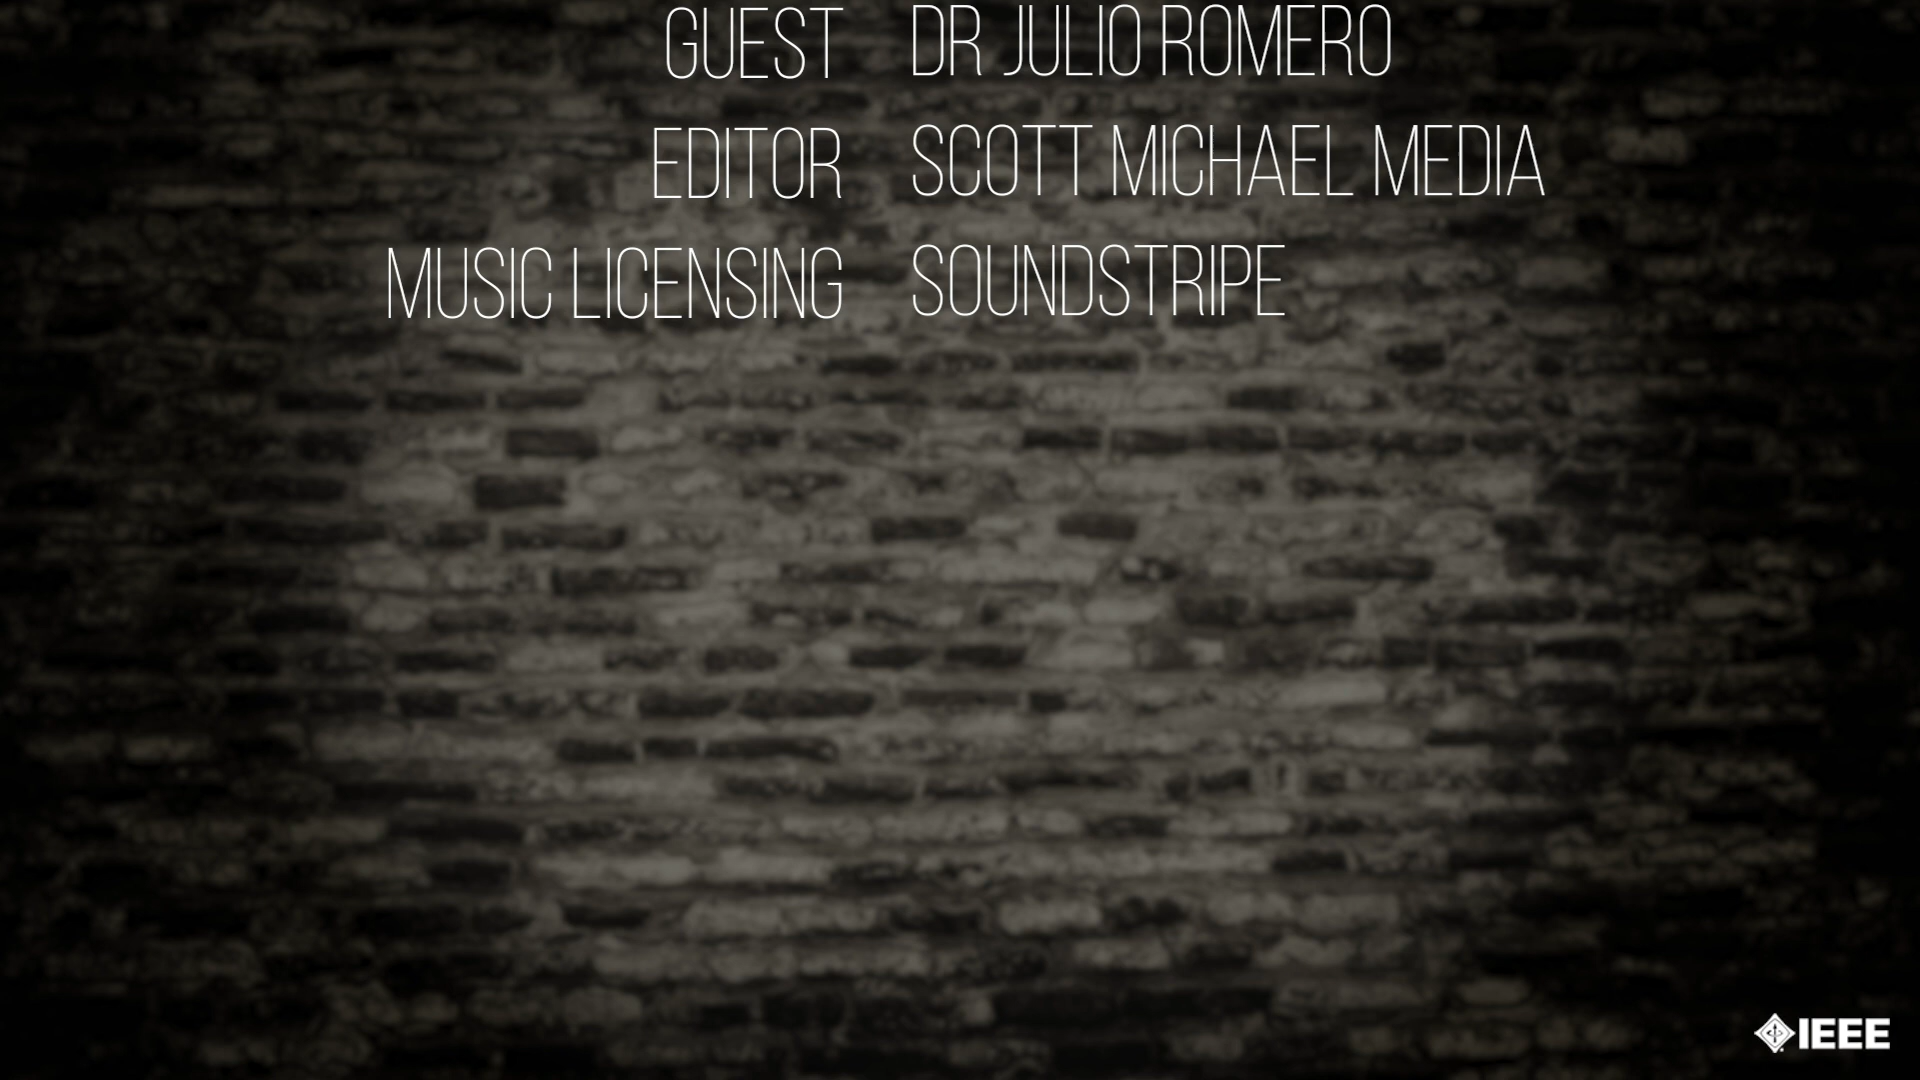 GUEST DR JULIO ROMERO
EDITOR SCOTT MICHAEL MEDIA
MUSIC LICENSING SOUNDSTRIPE
IEEE